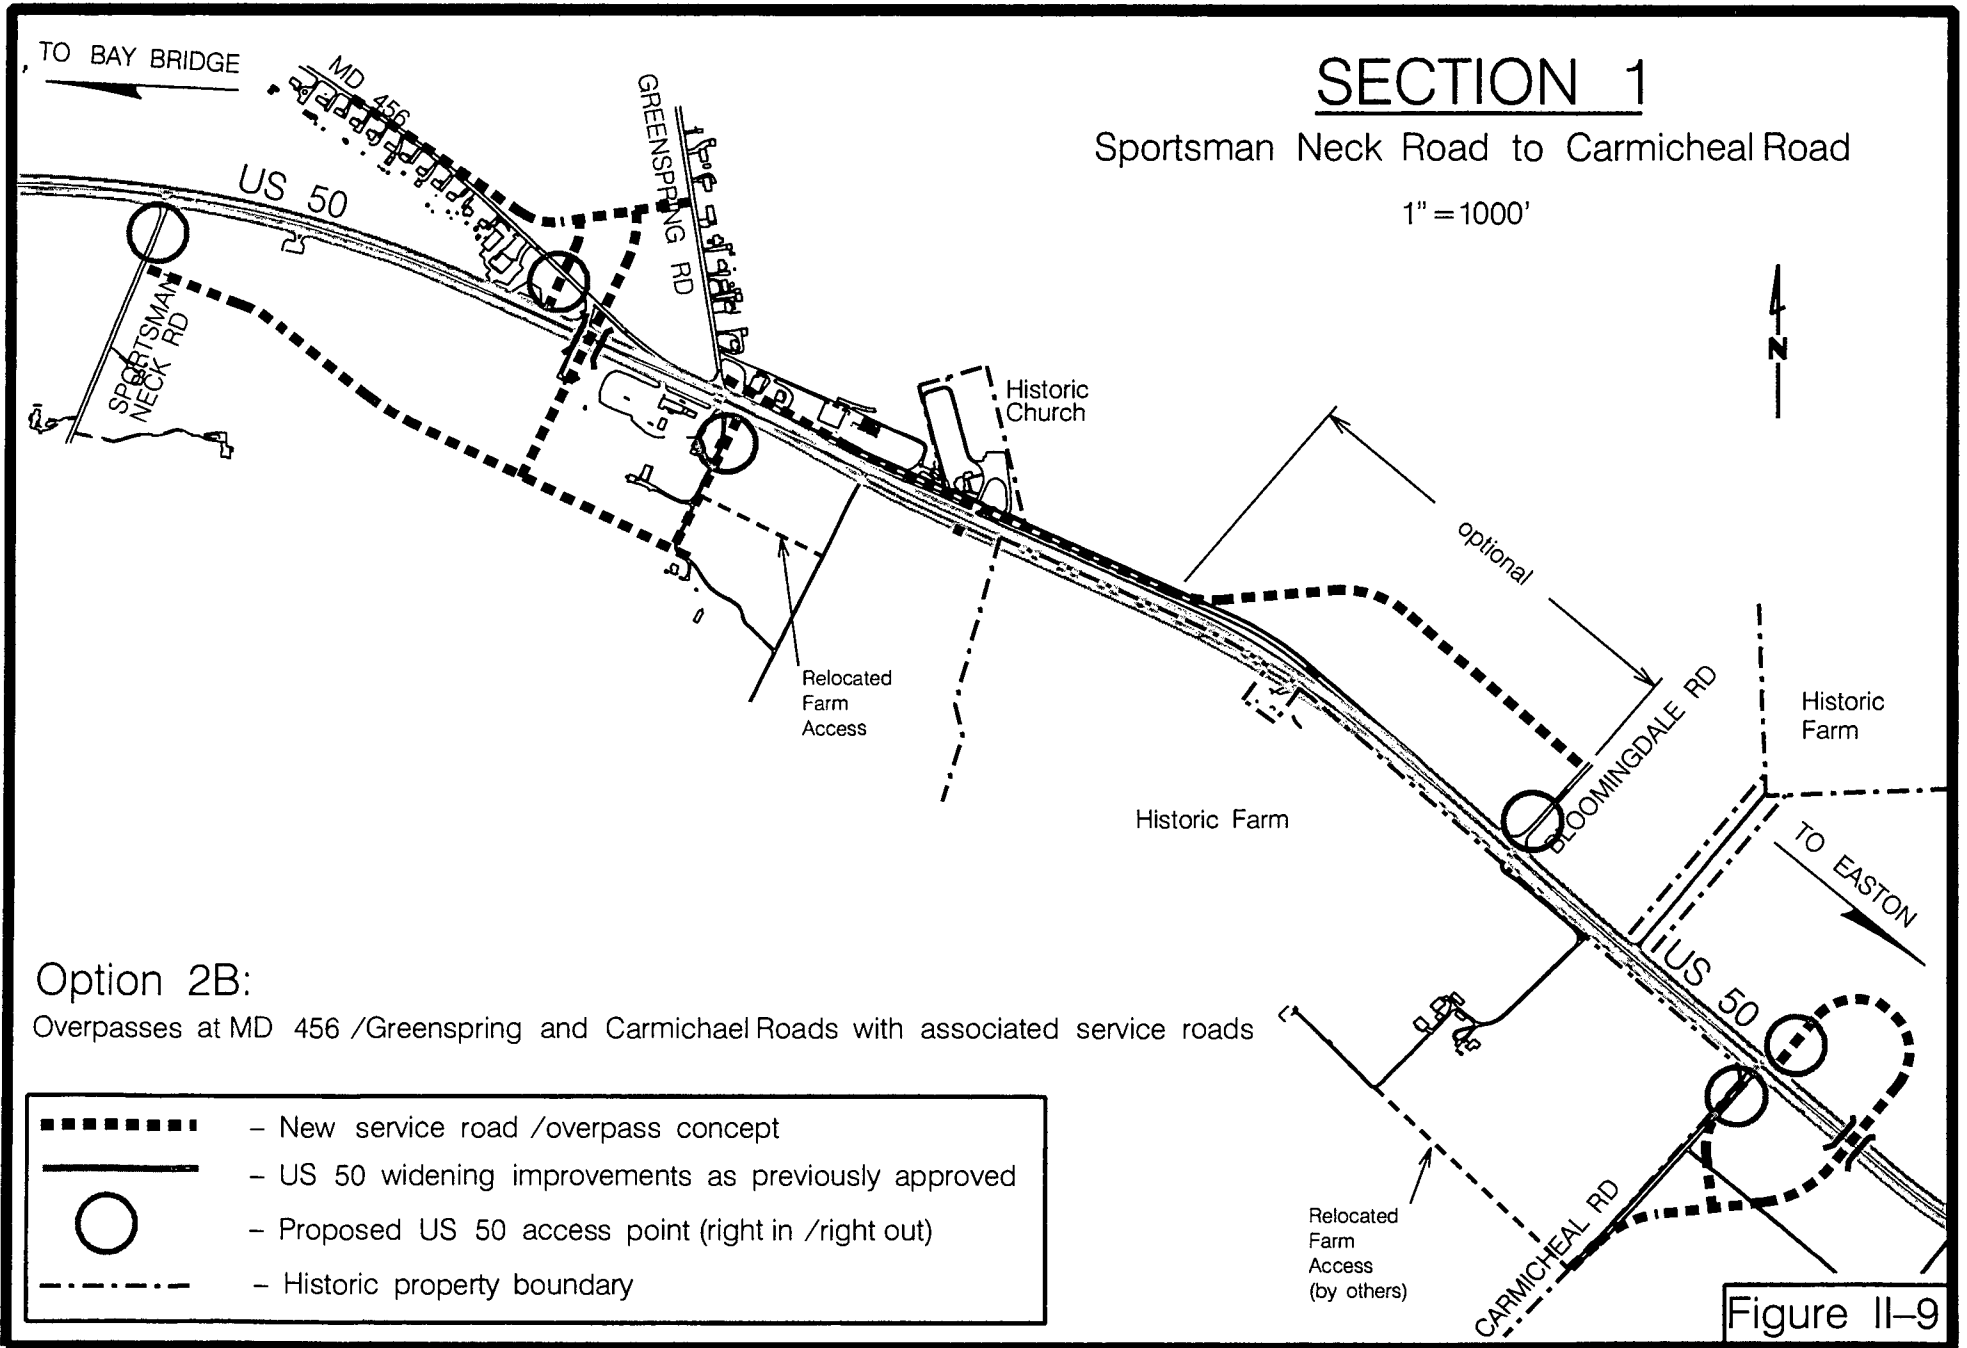 TO BAY BRIDGE
MD 456
GREENSPRING RD
SECTION 1
Sportsman Neck Road to Carmicheal Road
1"=1000'
US 50
SPORTSMAN
NECK RD
N
Historic
Church
optional
Relocated
Farm
Access
BLOOMINGDALE RD
Historic
Farm
Historic Farm
TO EASTON
US 50
Option 2B:
Overpasses at MD 456 /Greenspring and Carmichael Roads with associated service roads
– New service road /overpass concept
– US 50 widening improvements as previously approved
– Proposed US 50 access point (right in /right out)
– Historic property boundary
Relocated
Farm
Access
(by others)
CARMICHEAL RD
Figure II–9